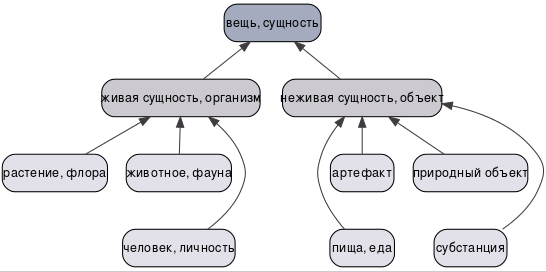 вещь, сущность
живая сущность, организм
неживая сущность, объект
растение, флора
животное, фауна
артефакт
природный объект
человек, личность
пища, еда
субстанция